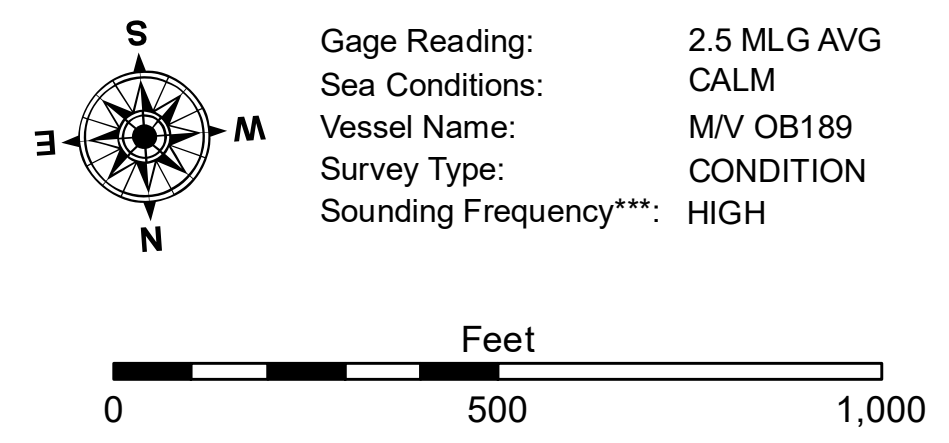 S
E
W
N
Gage Reading: 2.5 MLG AVG
Sea Conditions: CALM
Vessel Name: M/V OB189
Survey Type: CONDITION
Sounding Frequency***: HIGH
Feet
0 500 1,000